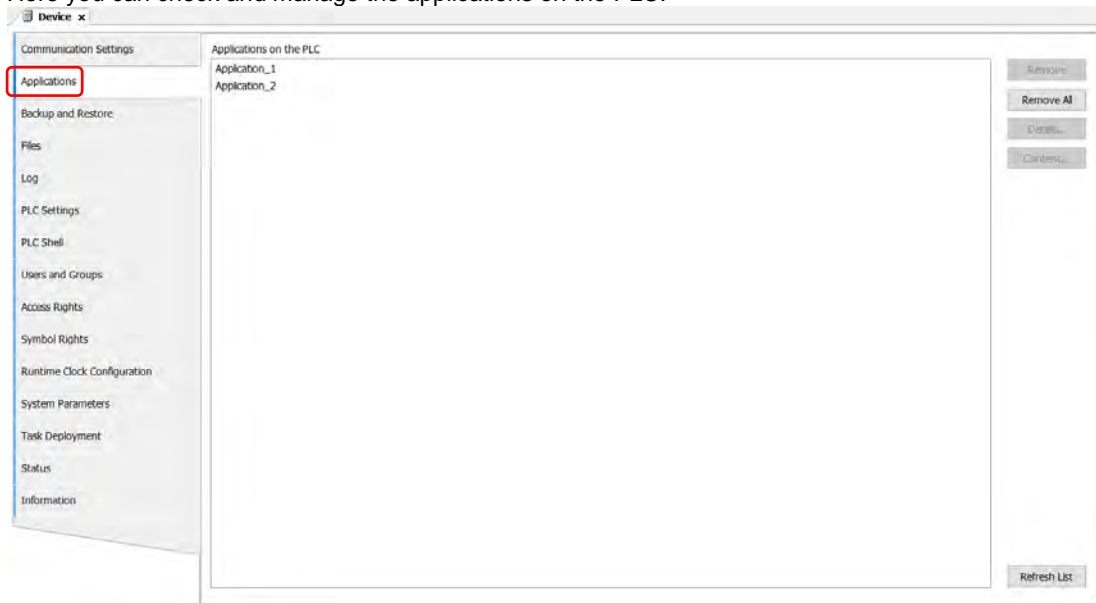 Here you can check and manage the applications on the PLC.
Device x
Communication Settings
Applications
Backup and Restore
Files
Log
PLC Settings
PLC Shell
Users and Groups
Access Rights
Symbol Rights
Runtime Clock Configuration
System Parameters
Task Deployment
Status
Information
Applications on the PLC
Application_1
Application_2
Remove
Remove All
Details...
Content...
Refresh List